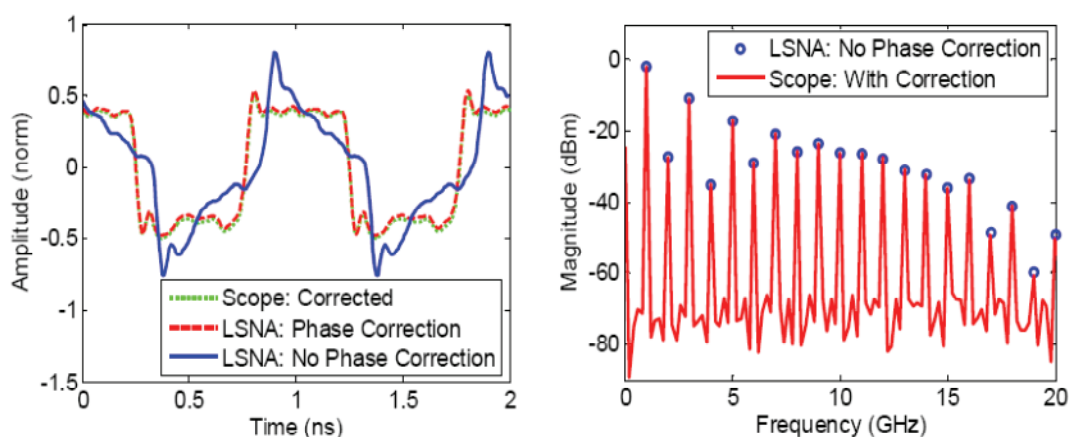 1
0.5
0
-0.5
-1
-1.5
Amplitude (norm)
Scope: Corrected
LSNA: Phase Correction
LSNA: No Phase Correction
0
0.5
1
1.5
2
Time (ns)
0
-20
-40
-60
-80
Magnitude (dBm)
LSNA: No Phase Correction
Scope: With Correction
0
5
10
15
20
Frequency (GHz)